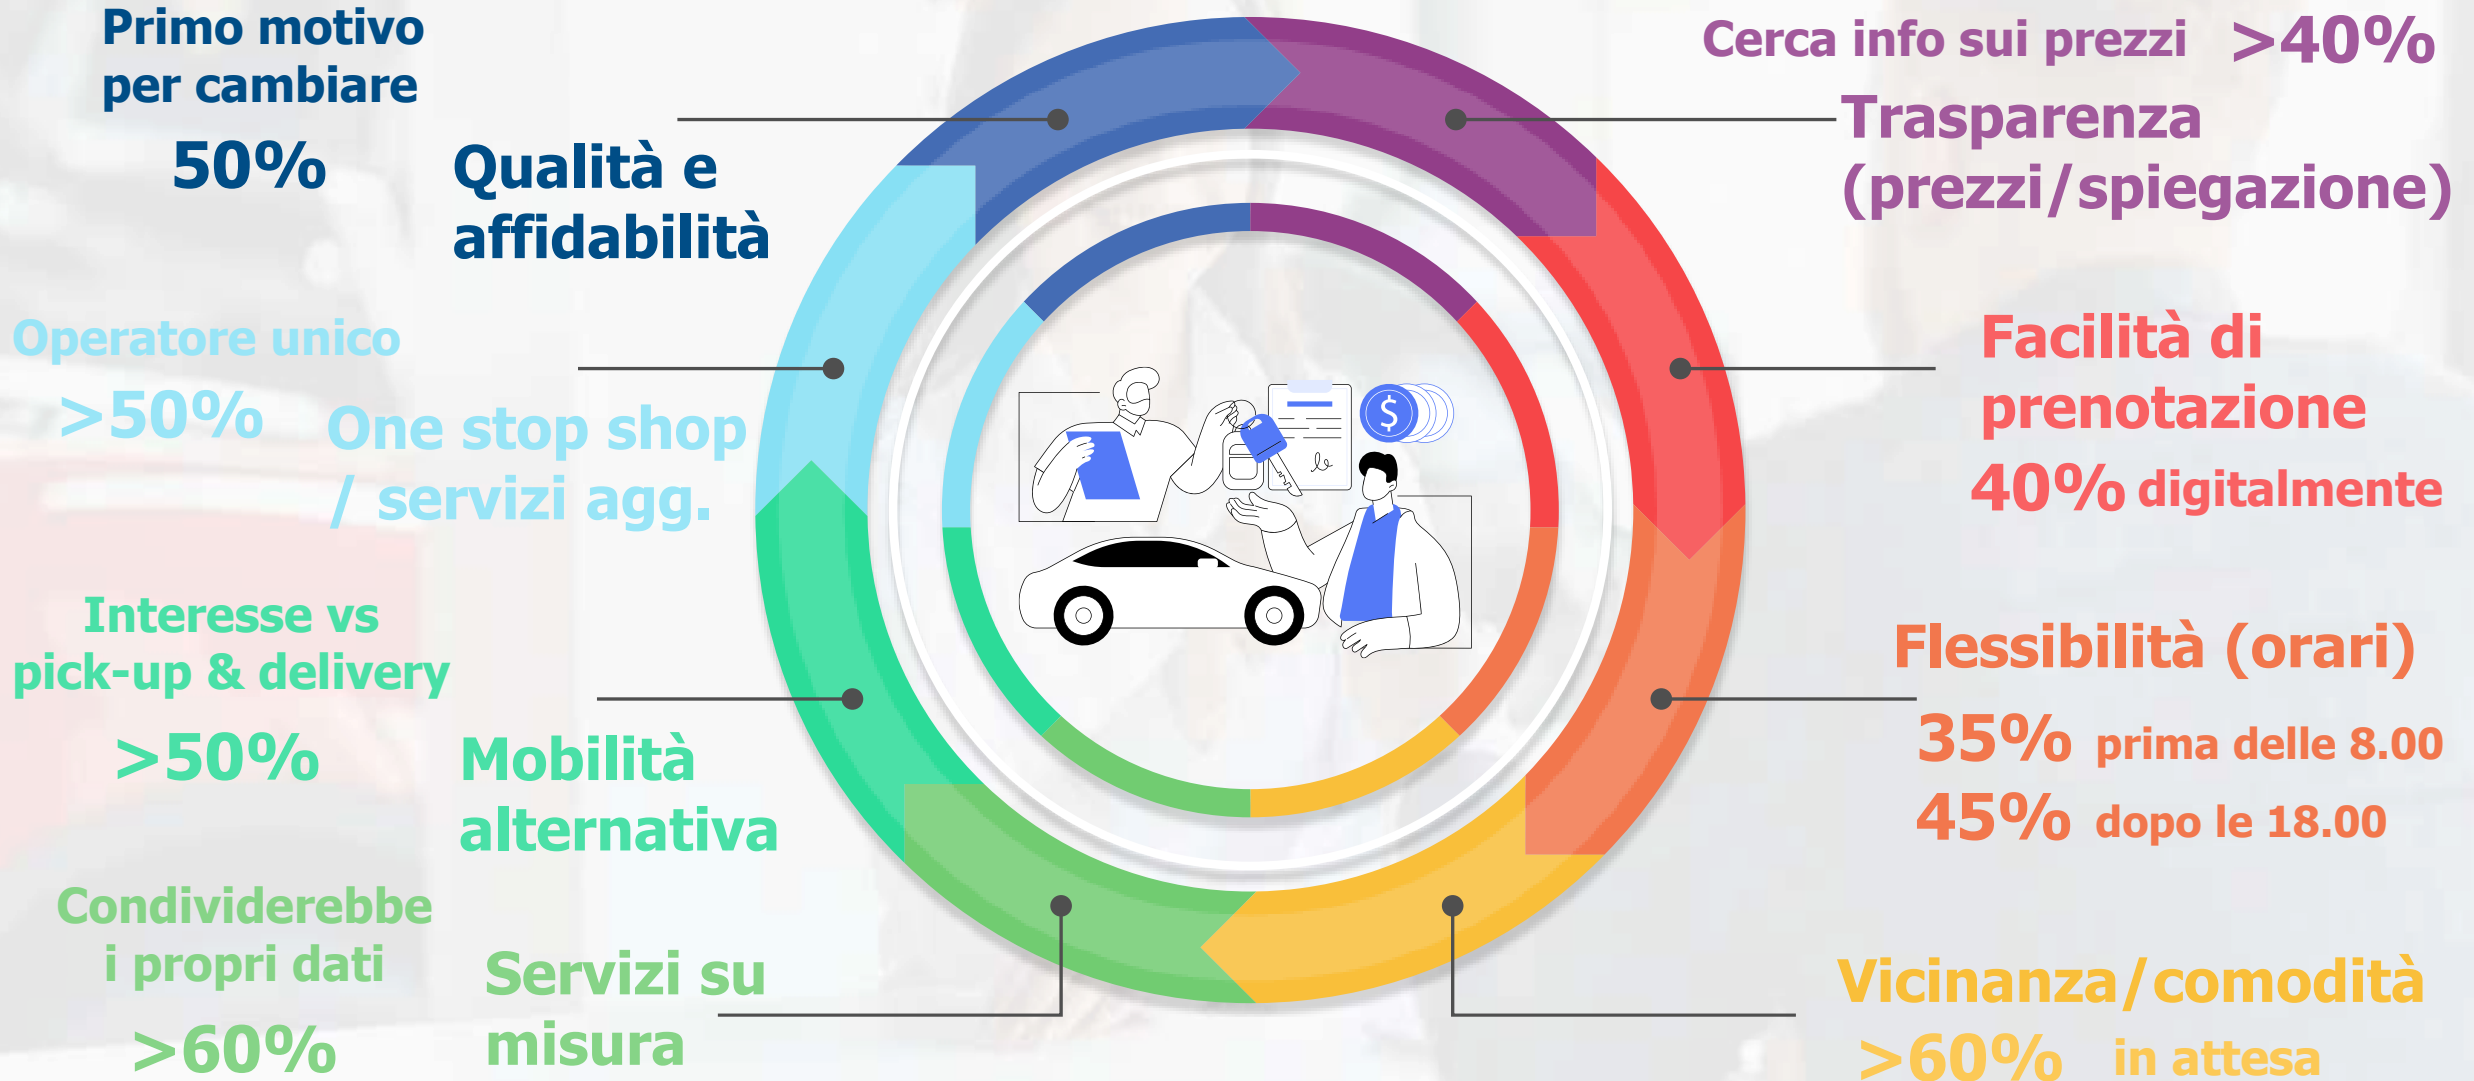 Primo motivo
per cambiare
50%
Qualità e
affidabilità
Cerca info sui prezzi >40%
Trasparenza
(prezzi/spiegazione)
Facilità di
prenotazione
40% digitalmente
Flessibilità (orari)
35% prima delle 8.00
45% dopo le 18.00
Vicinanza/comodità
>60% in attesa
Servizi su
misura
Condividerebbe
i propri dati
>60%
Mobilità
alternativa
Interesse vs
pick-up & delivery
>50%
One stop shop
/ servizi agg.
Operatore unico
>50%
$